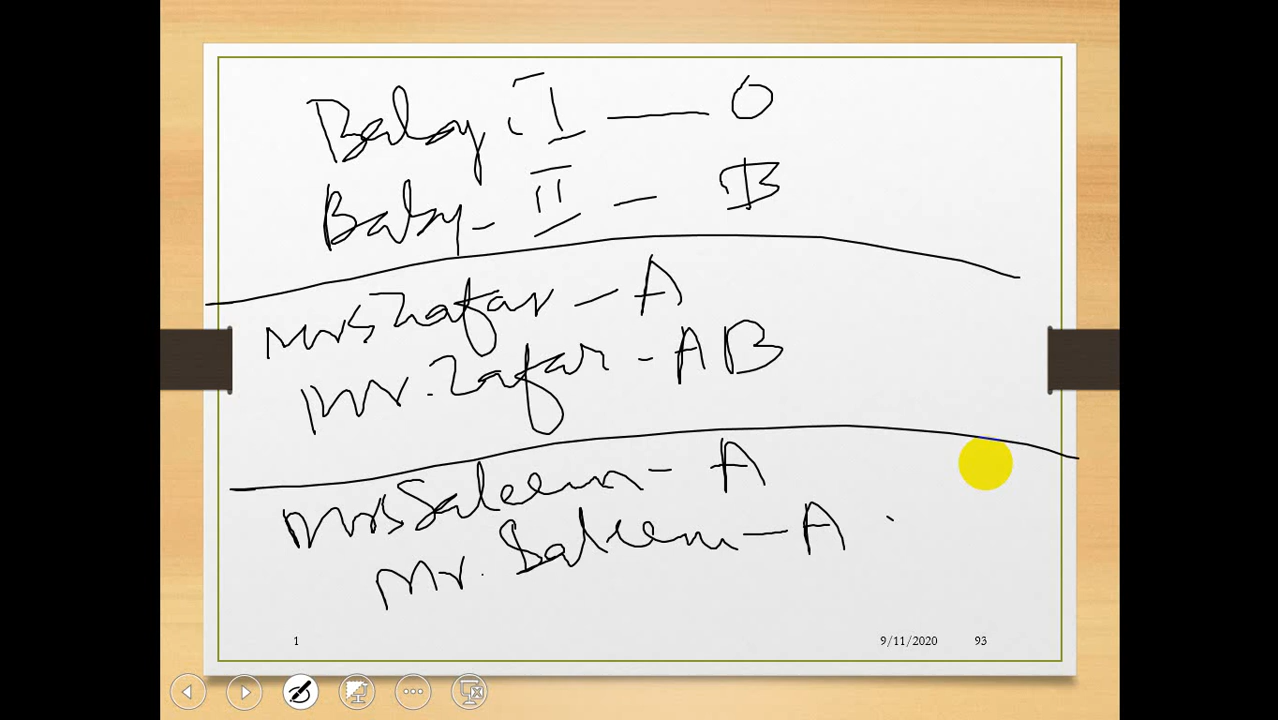 Baby I — O
Baby - II - B
Mrs Zafar - A
Mr. Zafar - AB
Mrs Saleem - A
Mr. Saleem - A
1 9/11/2020 93